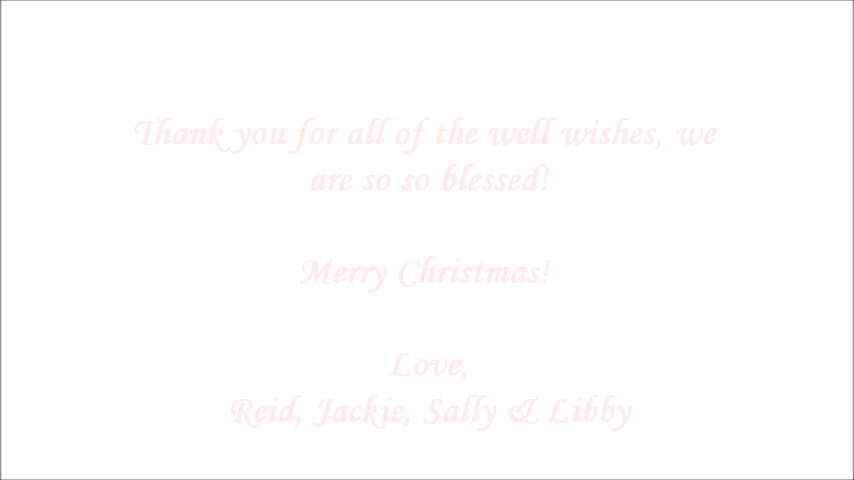 Thank you for all of the well wishes, we
are so so blessed!
Merry Christmas!
Love,
Reid, Jackie, Sally & Libby